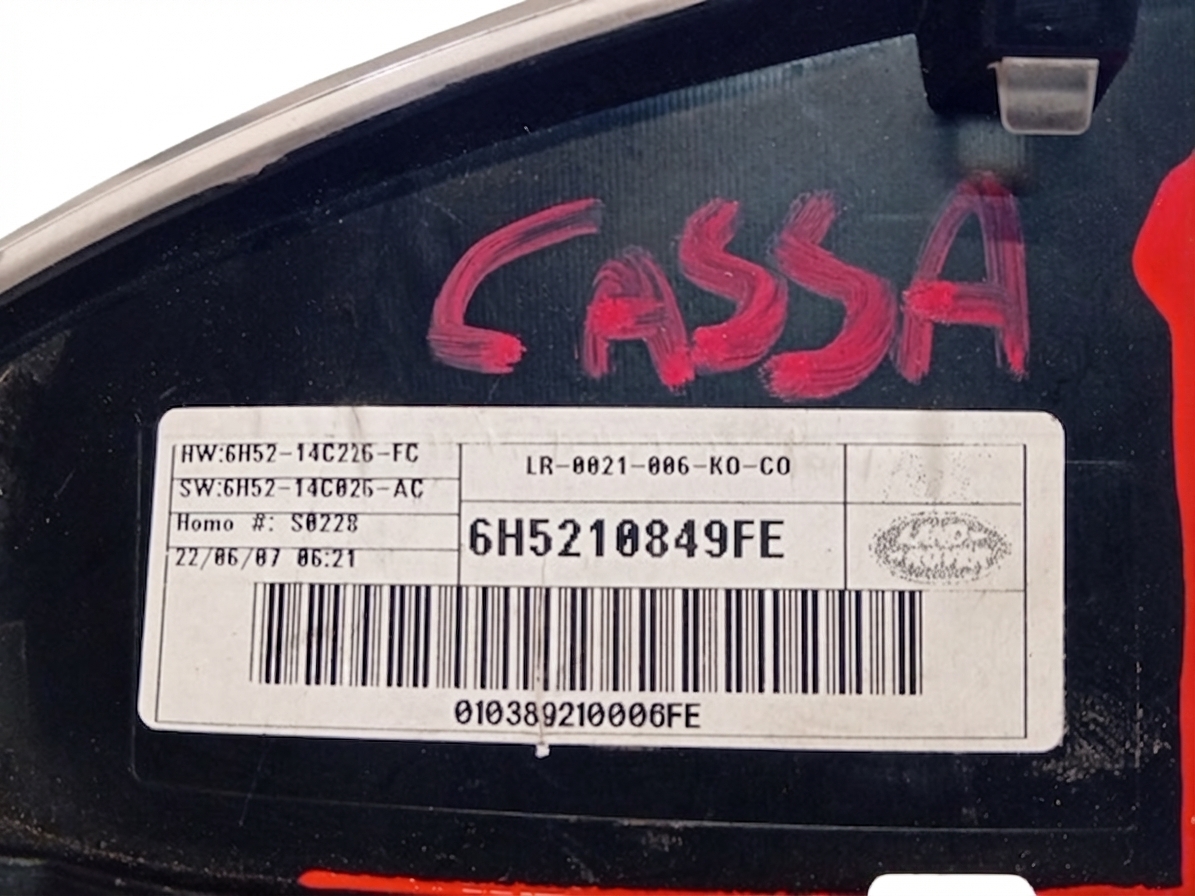 CASSA
HW:6H52-14C226-FC
SW:6H52-14C026-AC
Homo #: S0228
22/06/07 06:21
LR-0021-006-KO-CO
6H5210849FE
010389210006FE